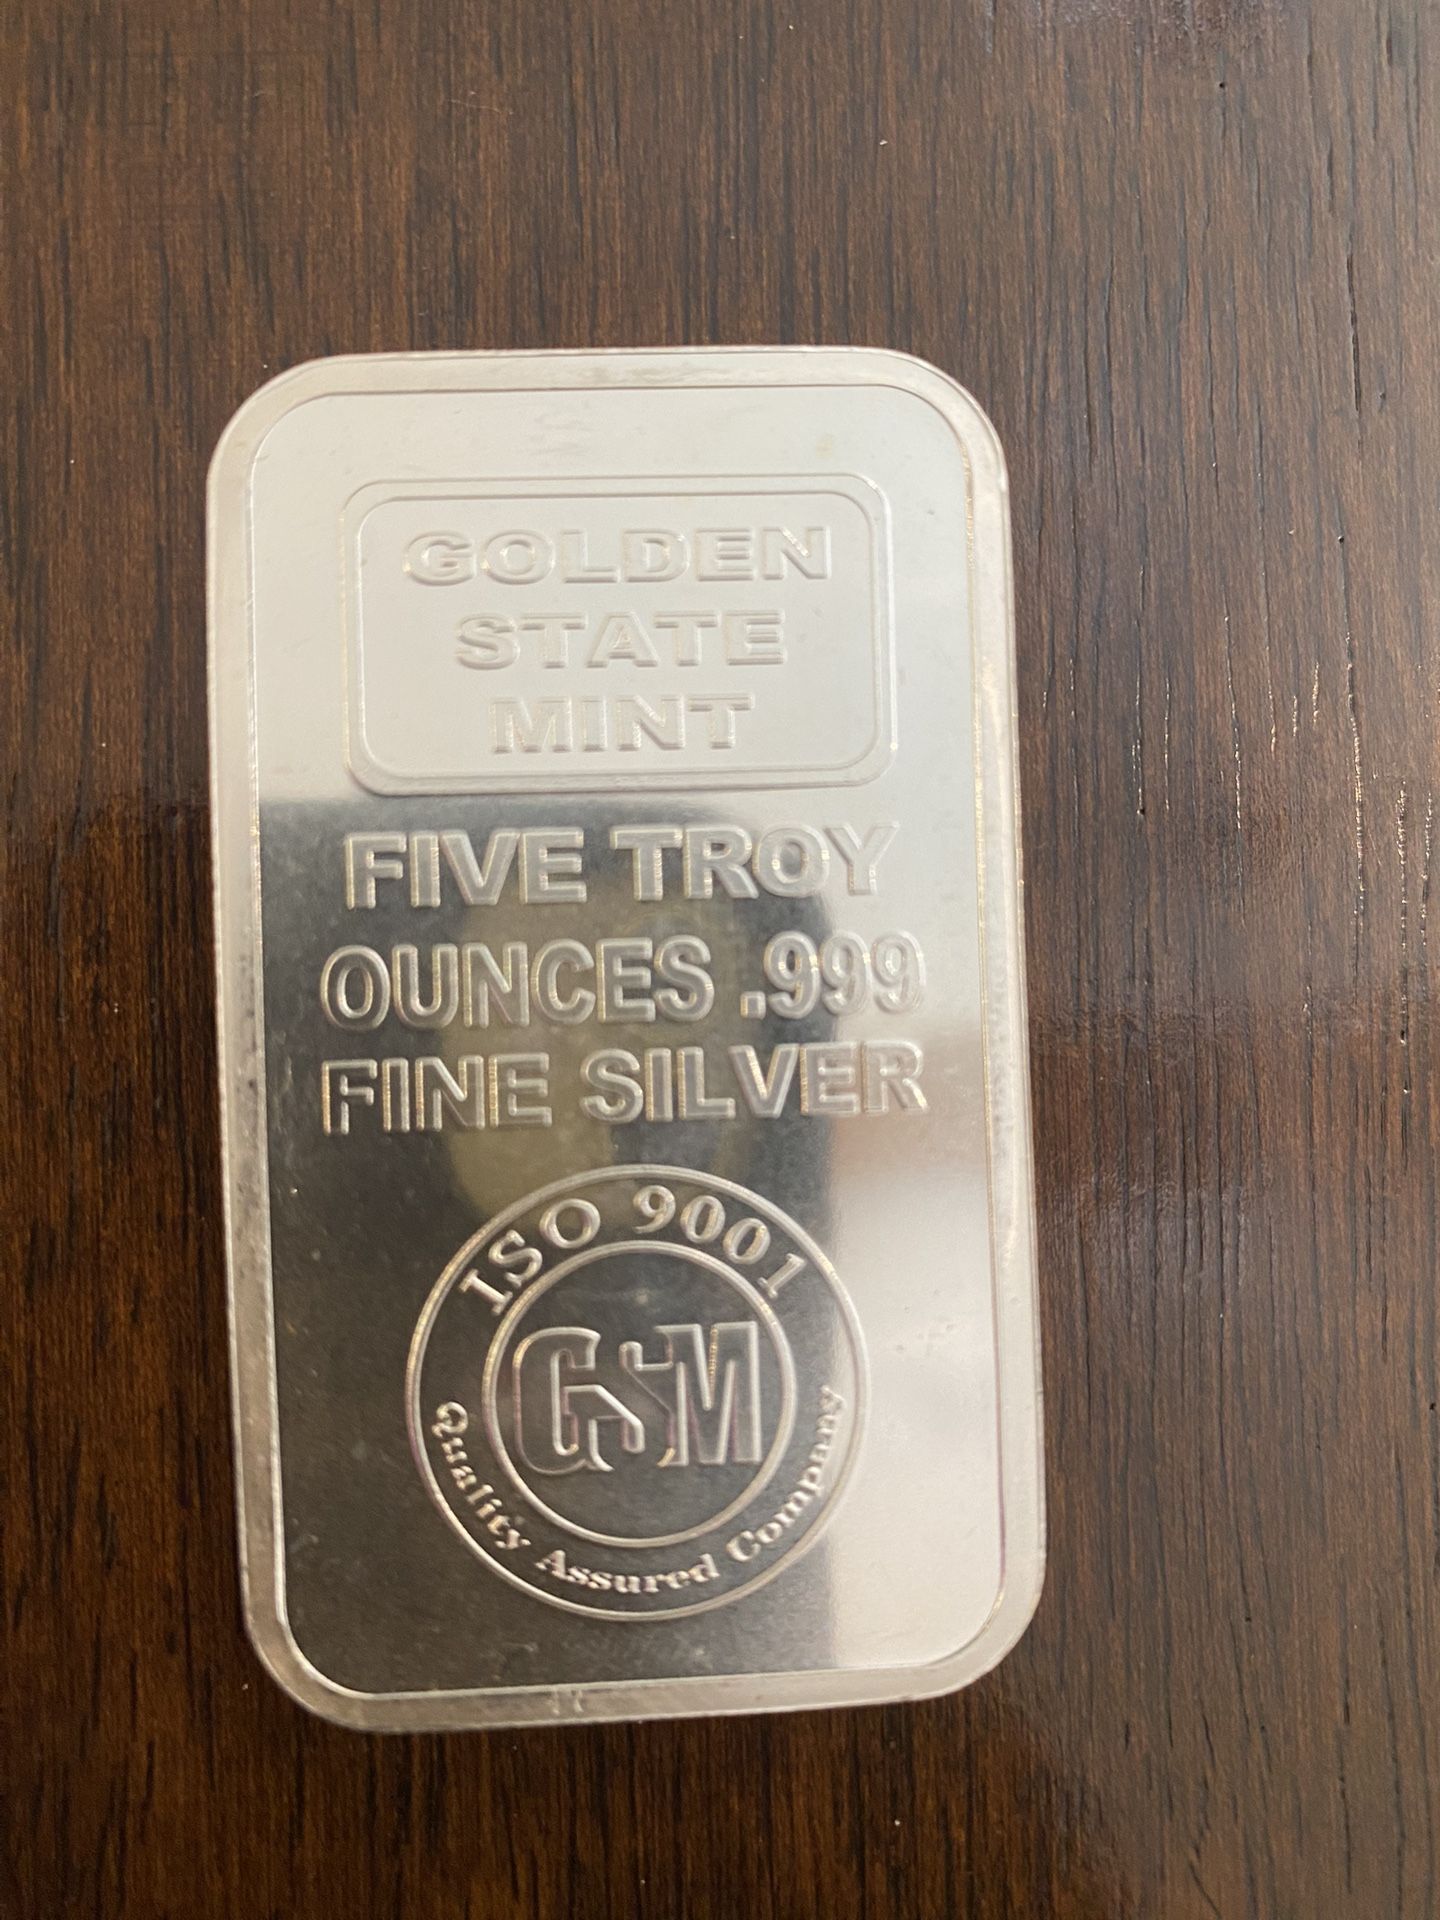 GOLDEN
STATE
MINT
FIVE TROY
OUNCES .999
FINE SILVER
ISO 9001
GSM
Quality Assured Company